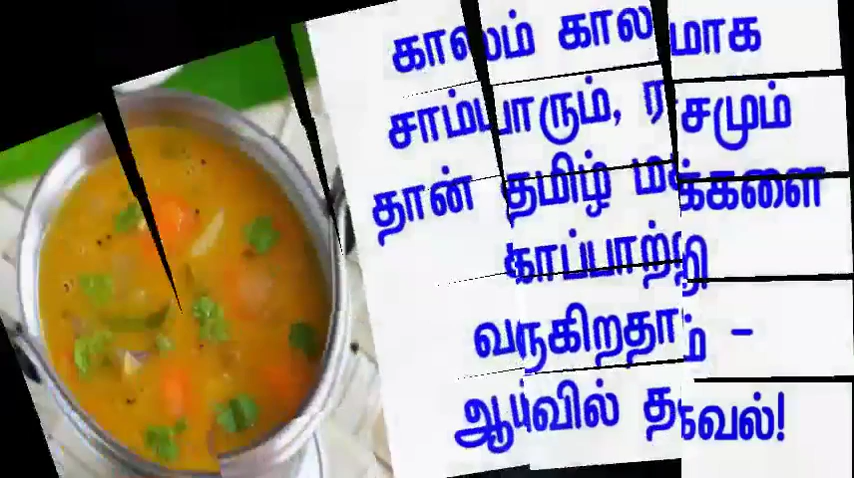 காலம் காலமாக
சாம்பாரும், ரசமும்
தான் தமிழ் மக்களை
காப்பாற்றி
வருகிறதாம் -
ஆய்வில் தகவல்!